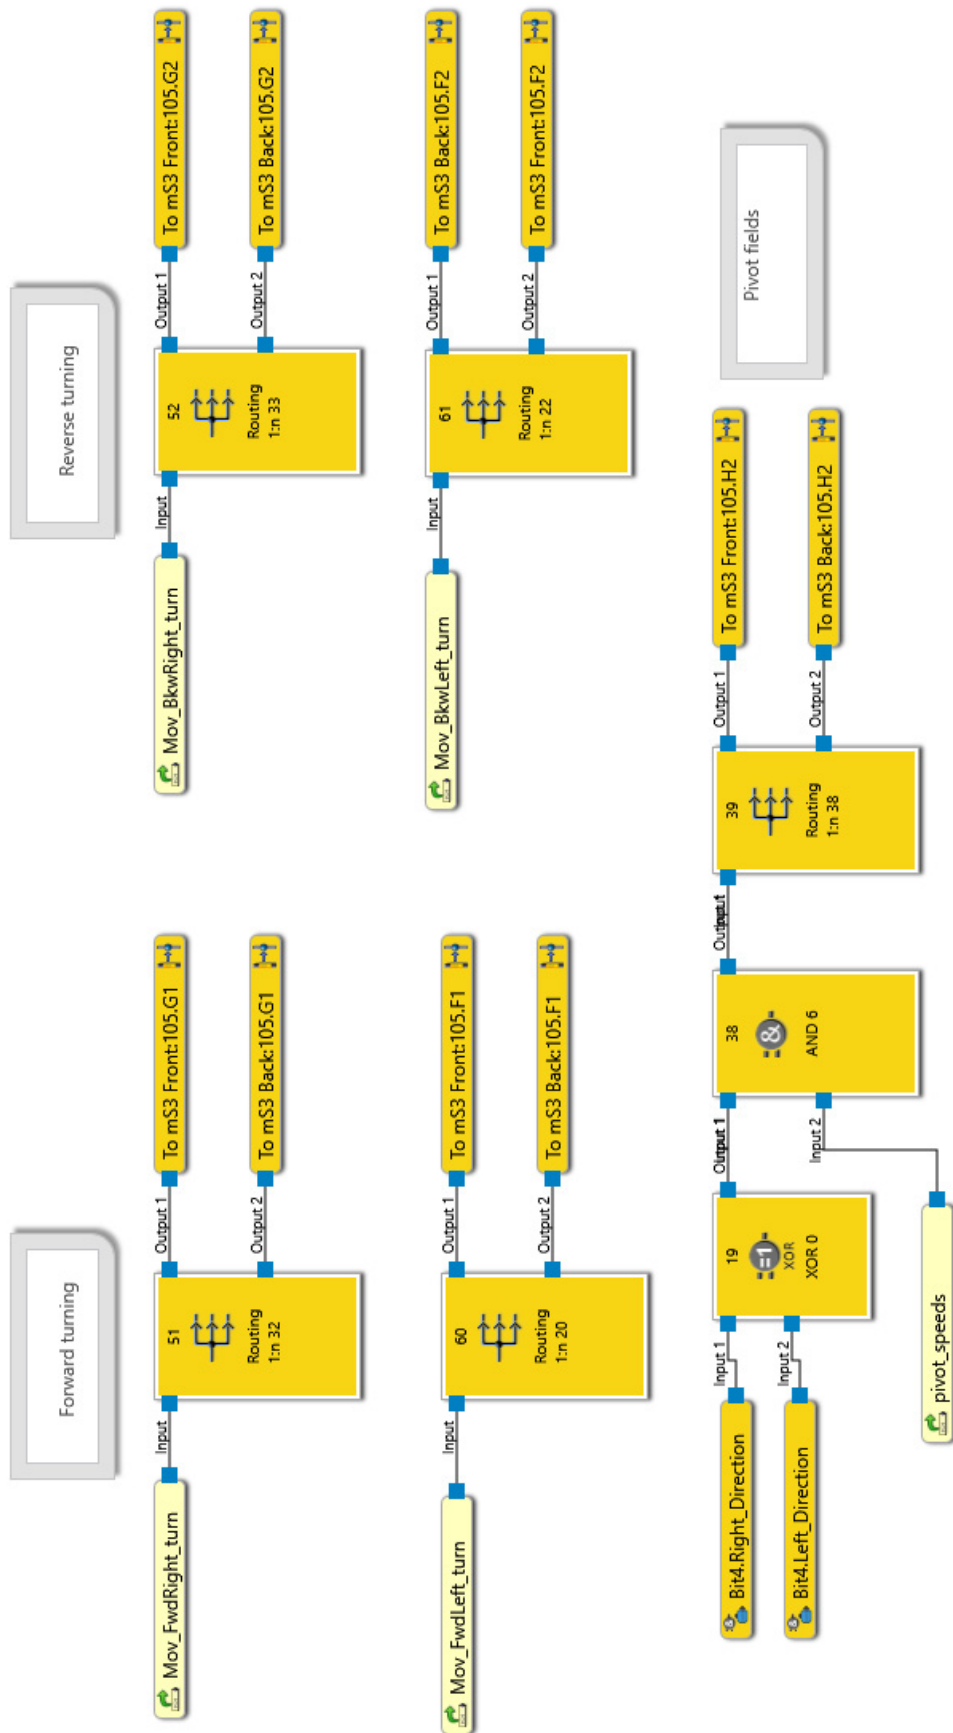 Forward turning
Mov_FwdRight_turn
Input
51
Routing
1:n 32
Output 1
Output 2
To mS3 Front:105.G1
To mS3 Back:105.G1
Mov_FwdLeft_turn
Input
60
Routing
1:n 20
Output 1
Output 2
To mS3 Front:105.F1
To mS3 Back:105.F1
Reverse turning
Mov_BkwRight_turn
Input
52
Routing
1:n 33
Output 1
Output 2
To mS3 Front:105.G2
To mS3 Back:105.G2
Mov_BkwLeft_turn
Input
61
Routing
1:n 22
Output 1
Output 2
To mS3 Back:105.F2
To mS3 Front:105.F2
Pivot fields
Bit4.Right_Direction
Bit4.Left_Direction
Input 1
Input 2
19
=1
XOR
XOR 0
Output 1
Input 1
Input 2
pivot_speeds
38
&
AND 6
Output
Input
39
Routing
1:n 38
Output 1
Output 2
To mS3 Front:105.H2
To mS3 Back:105.H2